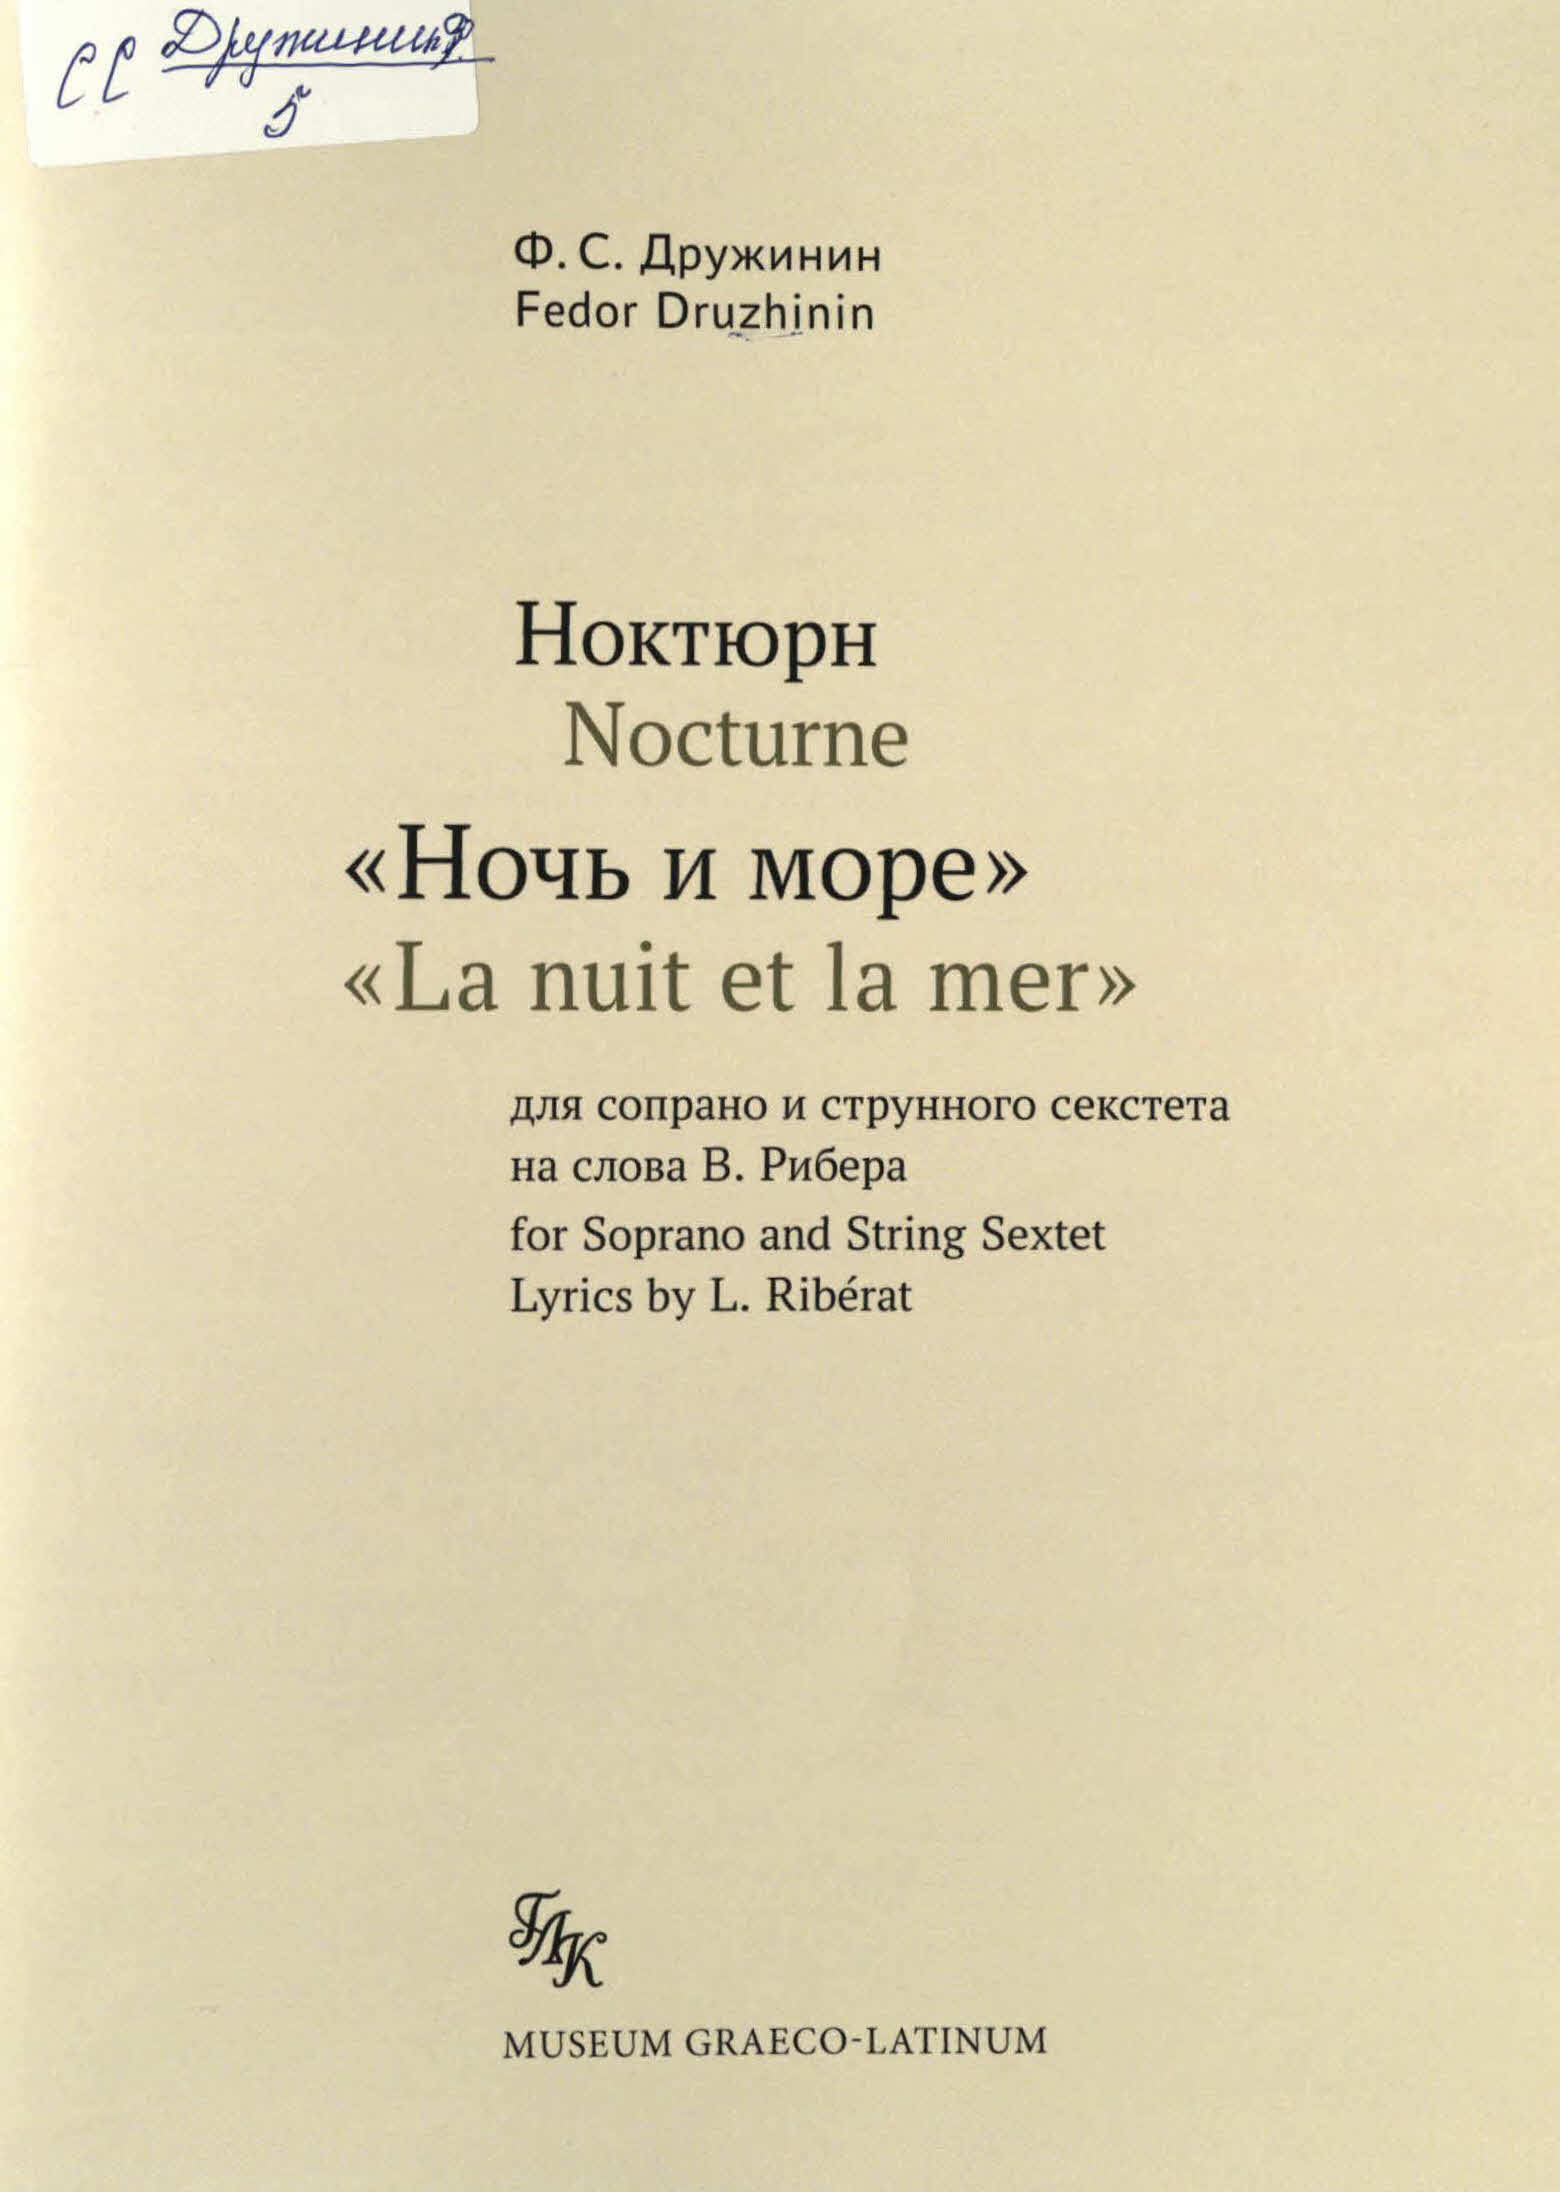 СС Дружинин Ф.
5
Ф. С. Дружинин
Fedor Druzhinin
Ноктюрн
Nocturne
«Ночь и море»
«La nuit et la mer»
для сопрано и струнного секстета
на слова В. Рибера
for Soprano and String Sextet
Lyrics by L. Ribérat
ГЛК
MUSEUM GRAECO-LATINUM